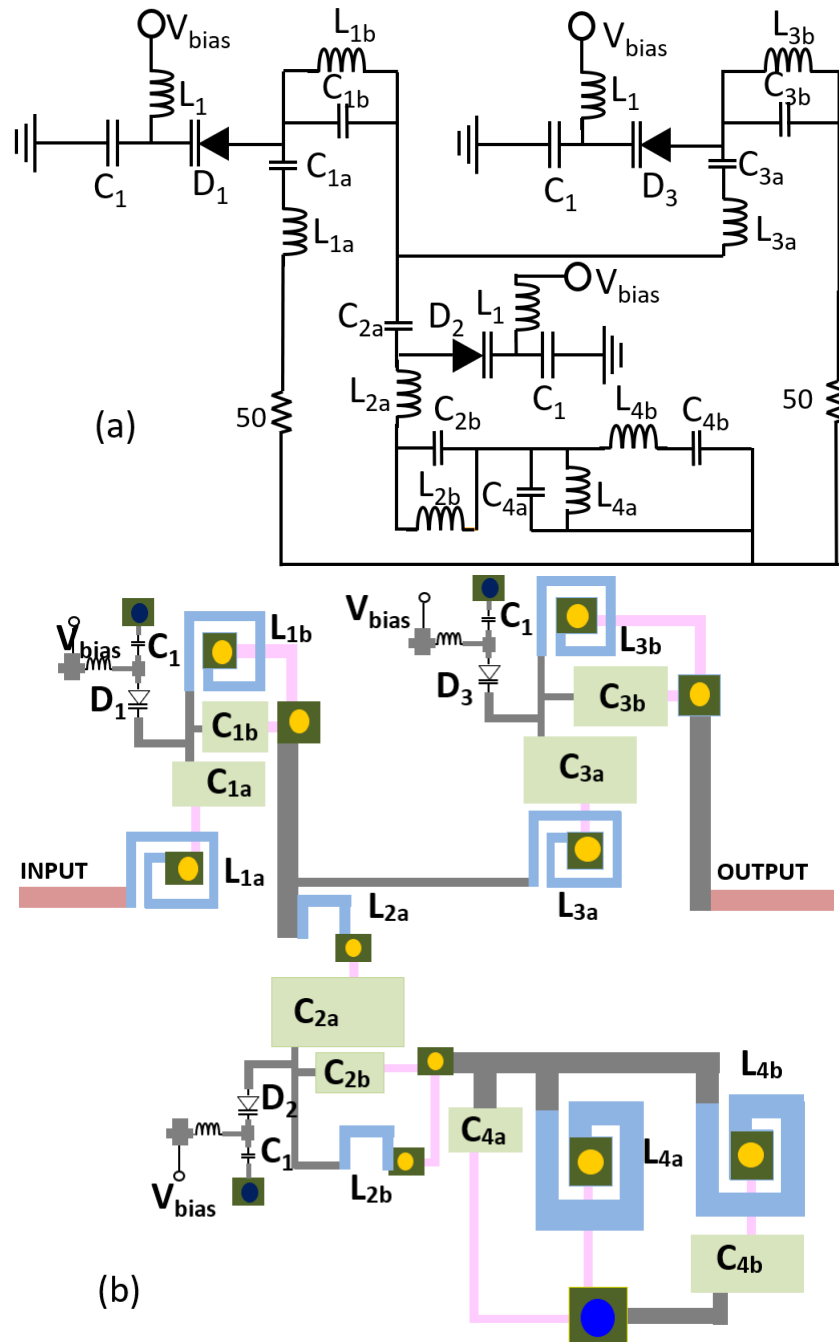 V_bias
L_1b
V_bias
L_3b
L_1
C_1b
L_1
C_3b
C_1
D_1
C_1a
C_1
D_3
C_3a
L_1a
L_3a
V_bias
C_2a
D_2
L_1
L_2a
C_1
50
C_2b
L_4b
C_4b
50
(a)
L_2b
C_4a
L_4a
V_bias
C_1
L_1b
V_bias
C_1
L_3b
D_1
C_1b
D_3
C_3b
C_1a
C_3a
INPUT
L_1a
L_2a
L_3a
OUTPUT
C_2a
C_2b
L_4b
D_2
C_4a
C_1
L_4a
V_bias
L_2b
C_4b
(b)